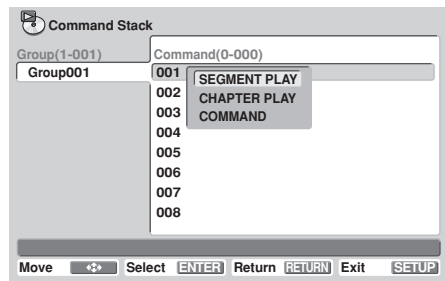 Command Stack
Group(1-001) Command(0-000)
Group001 001 SEGMENT PLAY
002 CHAPTER PLAY
003 COMMAND
004
005
006
007
008
Move Select ENTER Return RETURN Exit SETUP